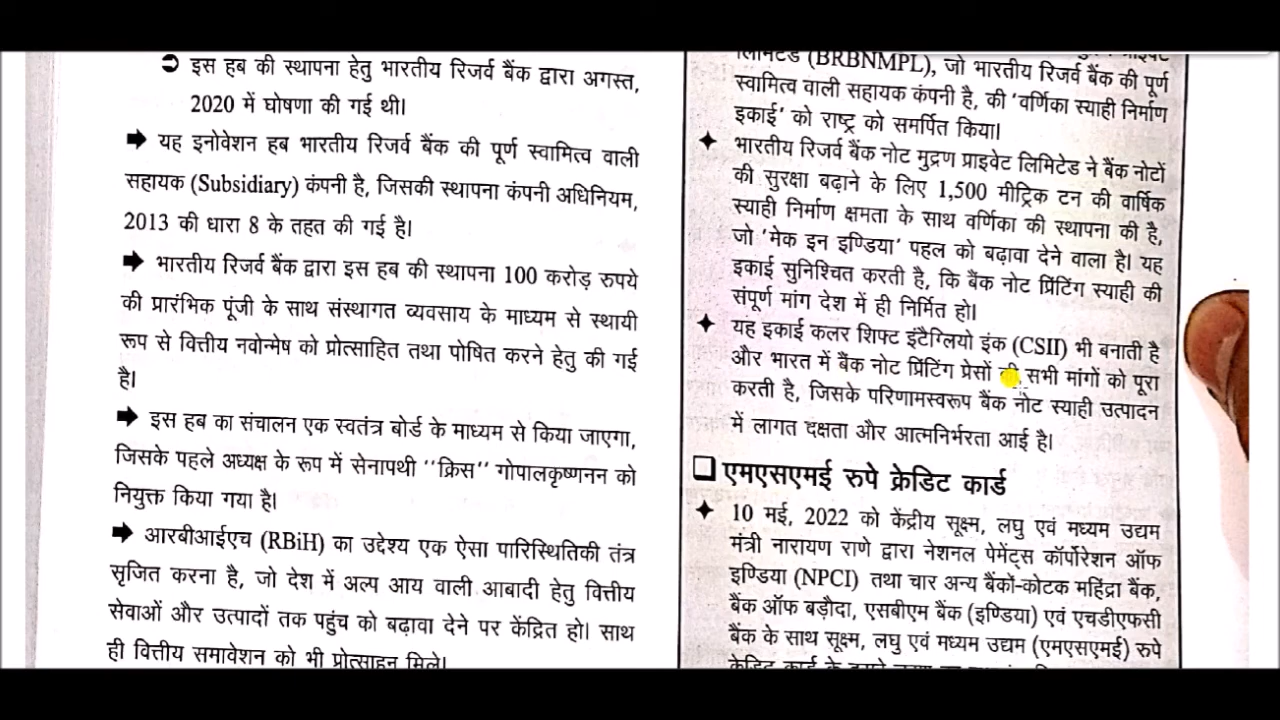 ➲ इस हब की स्थापना हेतु भारतीय रिजर्व बैंक द्वारा अगस्त,
2020 में घोषणा की गई थी।
➡ यह इनोवेशन हब भारतीय रिजर्व बैंक की पूर्ण स्वामित्व वाली
सहायक (Subsidiary) कंपनी है, जिसकी स्थापना कंपनी अधिनियम,
2013 की धारा 8 के तहत की गई है।
➡ भारतीय रिजर्व बैंक द्वारा इस हब की स्थापना 100 करोड़ रुपये
की प्रारंभिक पूंजी के साथ संस्थागत व्यवसाय के माध्यम से स्थायी
रूप से वित्तीय नवोन्मेष को प्रोत्साहित तथा पोषित करने हेतु की गई
है।
➡ इस हब का संचालन एक स्वतंत्र बोर्ड के माध्यम से किया जाएगा,
जिसके पहले अध्यक्ष के रूप में सेनापथी ''क्रिस'' गोपालकृष्णनन को
नियुक्त किया गया है।
➡ आरबीआईएच (RBiH) का उद्देश्य एक ऐसा पारिस्थितिकी तंत्र
सृजित करना है, जो देश में अल्प आय वाली आबादी हेतु वित्तीय
सेवाओं और उत्पादों तक पहुंच को बढ़ावा देने पर केंद्रित हो। साथ
ही वित्तीय समावेशन को भी प्रोत्साहन मिले।
लिमिटेड (BRBNMPL), जो भारतीय रिजर्व बैंक की पूर्ण
स्वामित्व वाली सहायक कंपनी है, की 'वर्णिका स्याही निर्माण
इकाई' को राष्ट्र को समर्पित किया।
✦ भारतीय रिजर्व बैंक नोट मुद्रण प्राइवेट लिमिटेड ने बैंक नोटों
की सुरक्षा बढ़ाने के लिए 1,500 मीट्रिक टन की वार्षिक
स्याही निर्माण क्षमता के साथ वर्णिका की स्थापना की है,
जो 'मेक इन इण्डिया' पहल को बढ़ावा देने वाला है। यह
इकाई सुनिश्चित करती है, कि बैंक नोट प्रिंटिंग स्याही की
संपूर्ण मांग देश में ही निर्मित हो।
✦ यह इकाई कलर शिफ्ट इंटैग्लियो इंक (CSII) भी बनाती है
और भारत में बैंक नोट प्रिंटिंग प्रेसों की सभी मांगों को पूरा
करती है, जिसके परिणामस्वरूप बैंक नोट स्याही उत्पादन
में लागत दक्षता और आत्मनिर्भरता आई है।
❑ एमएसएमई रुपे क्रेडिट कार्ड
✦ 10 मई, 2022 को केंद्रीय सूक्ष्म, लघु एवं मध्यम उद्यम
मंत्री नारायण राणे द्वारा नेशनल पेमेंट्स कॉर्पोरेशन ऑफ
इण्डिया (NPCI) तथा चार अन्य बैंकों-कोटक महिंद्रा बैंक,
बैंक ऑफ बड़ौदा, एसबीएम बैंक (इण्डिया) एवं एचडीएफसी
बैंक के साथ सूक्ष्म, लघु एवं मध्यम उद्यम (एमएसएमई) रुपे